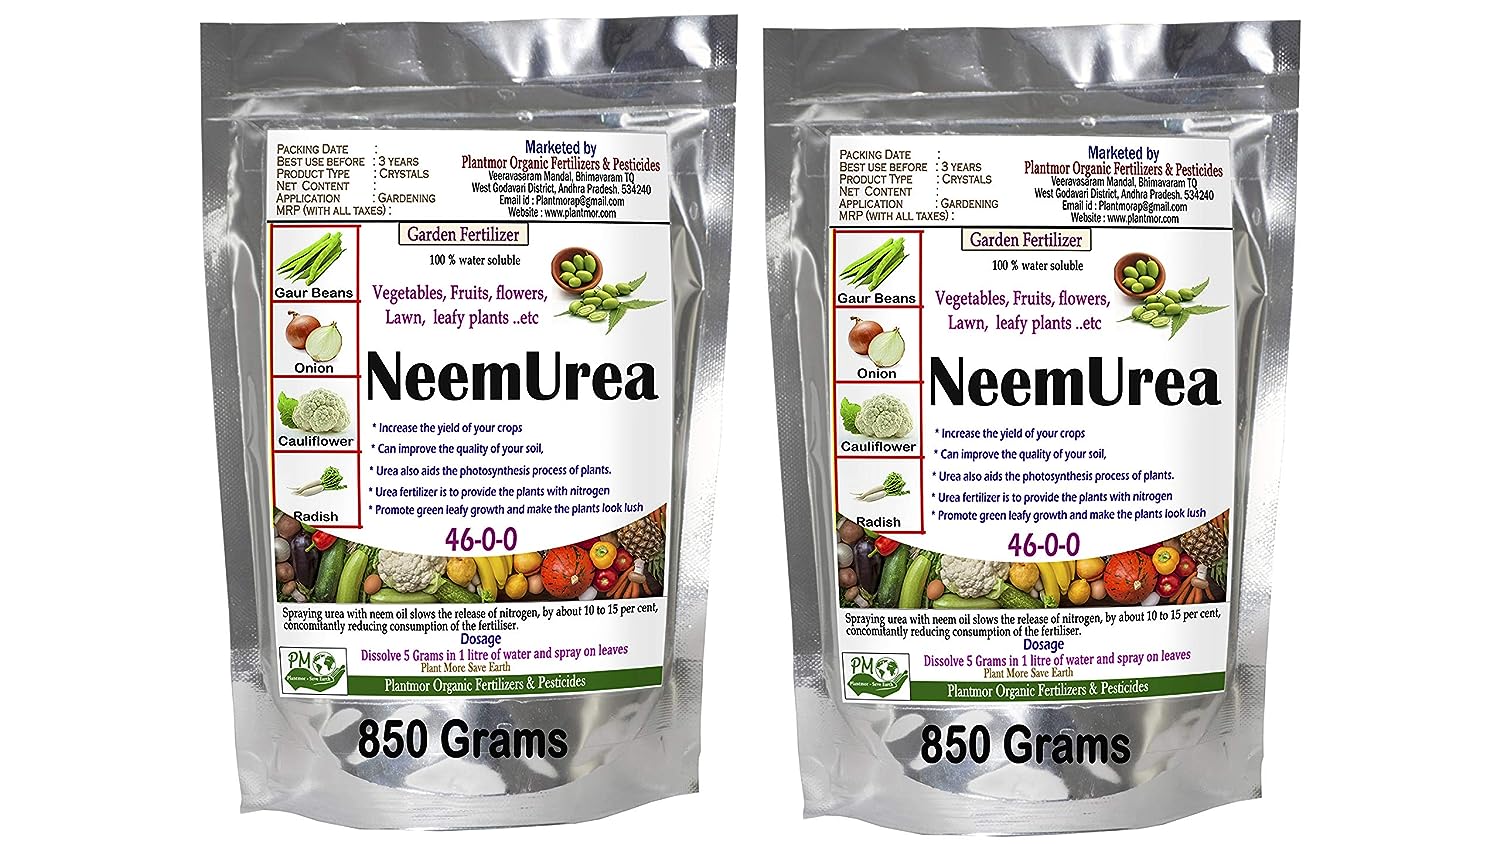 PACKING DATE :
BEST USE BEFORE : 3 YEARS
PRODUCT TYPE : CRYSTALS
NET CONTENT :
APPLICATION : GARDENING
MRP (WITH ALL TAXES) :
Marketed by
Plantmor Organic Fertilizers & Pesticides
Veeravasaram Mandal, Bhimavaram TQ
West Godavari District, Andhra Pradesh. 534240
Email id : Plantmorap@gmail.com
Website : www.plantmor.com
Garden Fertilizer
100 % water soluble
Vegetables, Fruits, flowers,
Lawn, leafy plants ..etc
Gaur Beans
Onion
Cauliflower
Radish
NeemUrea
* Increase the yield of your crops
* Can improve the quality of your soil,
* Urea also aids the photosynthesis process of plants.
* Urea fertilizer is to provide the plants with nitrogen
* Promote green leafy growth and make the plants look lush
46-0-0
Spraying urea with neem oil slows the release of nitrogen, by about 10 to 15 per cent,
concomitantly reducing consumption of the fertiliser.
Dosage
Dissolve 5 Grams in 1 litre of water and spray on leaves
Plant More Save Earth
PM
Plantmor - Save Earth
Plantmor Organic Fertilizers & Pesticides
850 Grams
PACKING DATE :
BEST USE BEFORE : 3 YEARS
PRODUCT TYPE : CRYSTALS
NET CONTENT :
APPLICATION : GARDENING
MRP (WITH ALL TAXES) :
Marketed by
Plantmor Organic Fertilizers & Pesticides
Veeravasaram Mandal, Bhimavaram TQ
West Godavari District, Andhra Pradesh. 534240
Email id : Plantmorap@gmail.com
Website : www.plantmor.com
Garden Fertilizer
100 % water soluble
Vegetables, Fruits, flowers,
Lawn, leafy plants ..etc
Gaur Beans
Onion
Cauliflower
Radish
NeemUrea
* Increase the yield of your crops
* Can improve the quality of your soil,
* Urea also aids the photosynthesis process of plants.
* Urea fertilizer is to provide the plants with nitrogen
* Promote green leafy growth and make the plants look lush
46-0-0
Spraying urea with neem oil slows the release of nitrogen, by about 10 to 15 per cent,
concomitantly reducing consumption of the fertiliser.
Dosage
Dissolve 5 Grams in 1 litre of water and spray on leaves
Plant More Save Earth
PM
Plantmor - Save Earth
Plantmor Organic Fertilizers & Pesticides
850 Grams